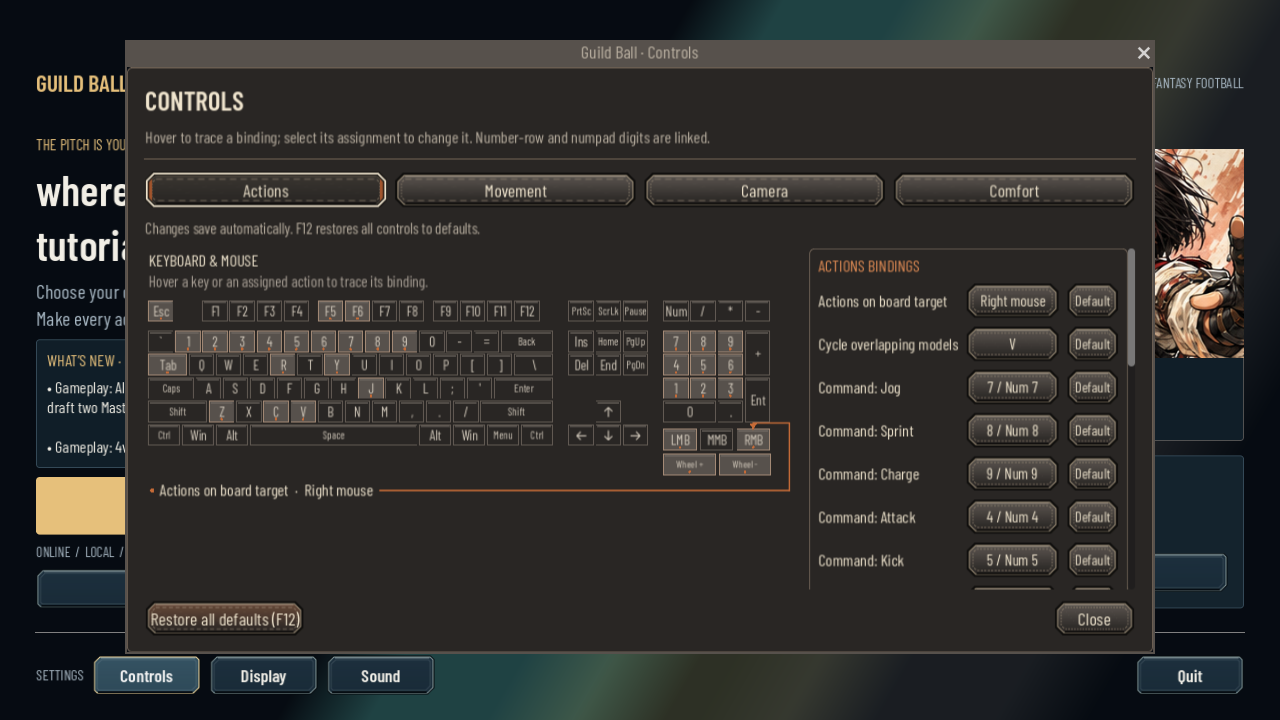 Guild Ball · Controls
GUILD BALL
ANTASY FOOTBALL
CONTROLS
Hover to trace a binding; select its assignment to change it. Number-row and numpad digits are linked.
THE PITCH IS YOU
where
tutoria
Choose your
Make every a
Actions
Movement
Camera
Comfort
Changes save automatically. F12 restores all controls to defaults.
KEYBOARD & MOUSE
Hover a key or an assigned action to trace its binding.
Esc F1 F2 F3 F4 F5 F6 F7 F8 F9 F10 F11 F12 PrtSc ScrLk Pause Num / * -
` 1 2 3 4 5 6 7 8 9 0 - = Back Ins Home PgUp 7 8 9 +
Tab Q W E R T Y U I O P [ ] \ Del End PgDn 4 5 6
Caps A S D F G H J K L ; ' Enter 1 2 3 Ent
Shift Z X C V B N M , . / Shift ↑ 0 .
Ctrl Win Alt Space Alt Win Menu Ctrl ← ↓ → LMB MMB RMB
Wheel + Wheel -
• Actions on board target · Right mouse
ACTIONS BINDINGS
Actions on board target Right mouse Default
Cycle overlapping models V Default
Command: Jog 7 / Num 7 Default
Command: Sprint 8 / Num 8 Default
Command: Charge 9 / Num 9 Default
Command: Attack 4 / Num 4 Default
Command: Kick 5 / Num 5 Default
WHAT'S NEW ·
• Gameplay: Al
draft two Mast
• Gameplay: 4v
ONLINE / LOCAL /
Restore all defaults (F12)
Close
SETTINGS
Controls
Display
Sound
Quit